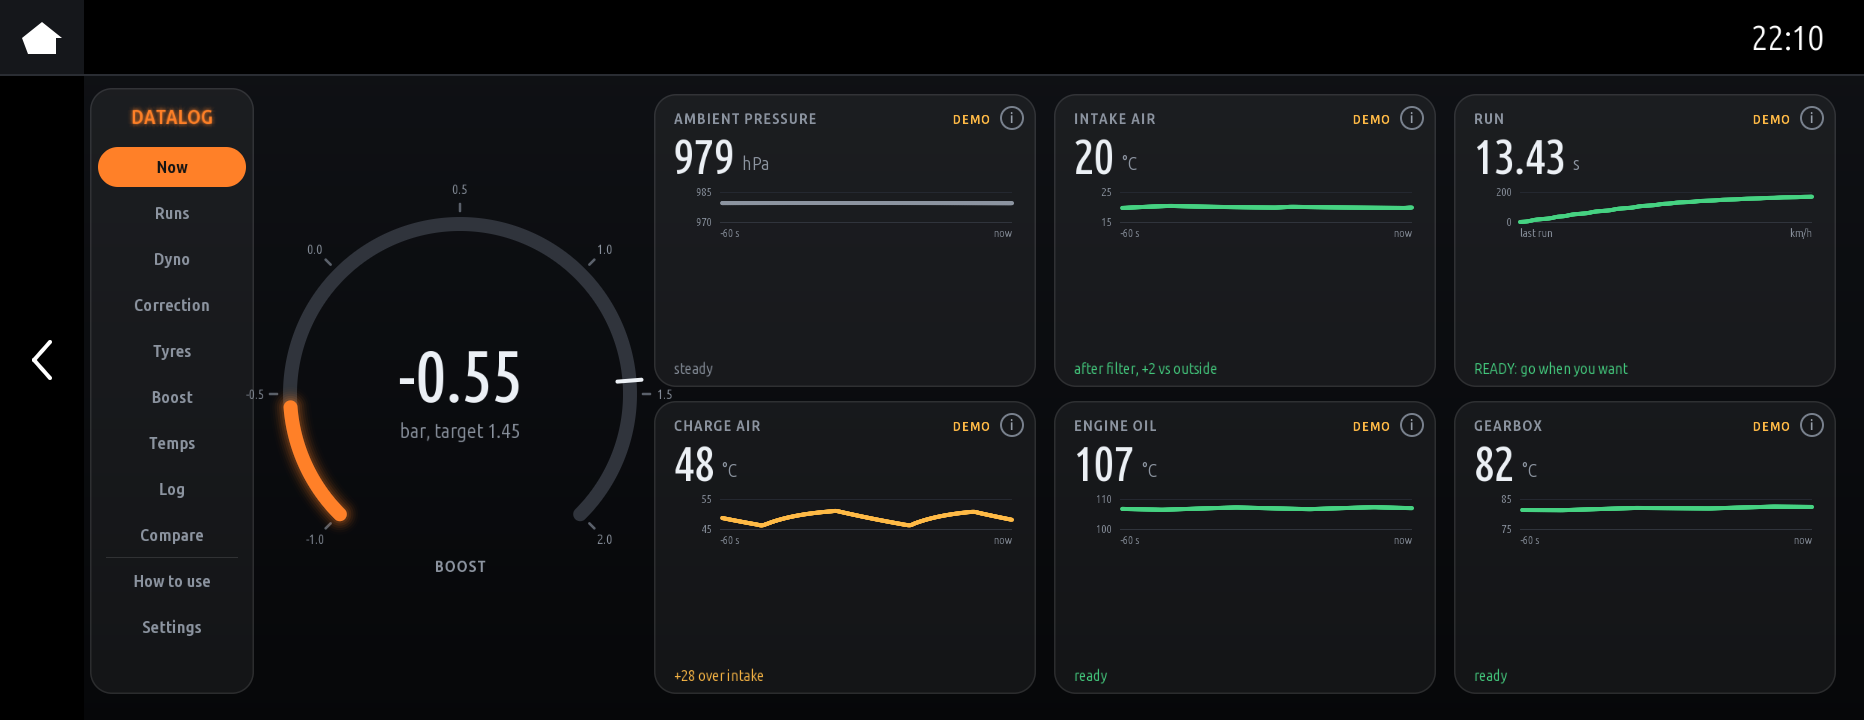 22:10
DATALOG
Now
Runs
Dyno
Correction
Tyres
Boost
Temps
Log
Compare
How to use
Settings
0.5
0.0
1.0
-0.5
1.5
-1.0
2.0
-0.55
bar, target 1.45
BOOST
AMBIENT PRESSURE DEMO i
979 hPa
985
970
-60 s now
steady
INTAKE AIR DEMO i
20 °C
25
15
-60 s now
after filter, +2 vs outside
RUN DEMO i
13.43 s
200
0
last run km/h
READY: go when you want
CHARGE AIR DEMO i
48 °C
55
45
-60 s now
+28 over intake
ENGINE OIL DEMO i
107 °C
110
100
-60 s now
ready
GEARBOX DEMO i
82 °C
85
75
-60 s now
ready